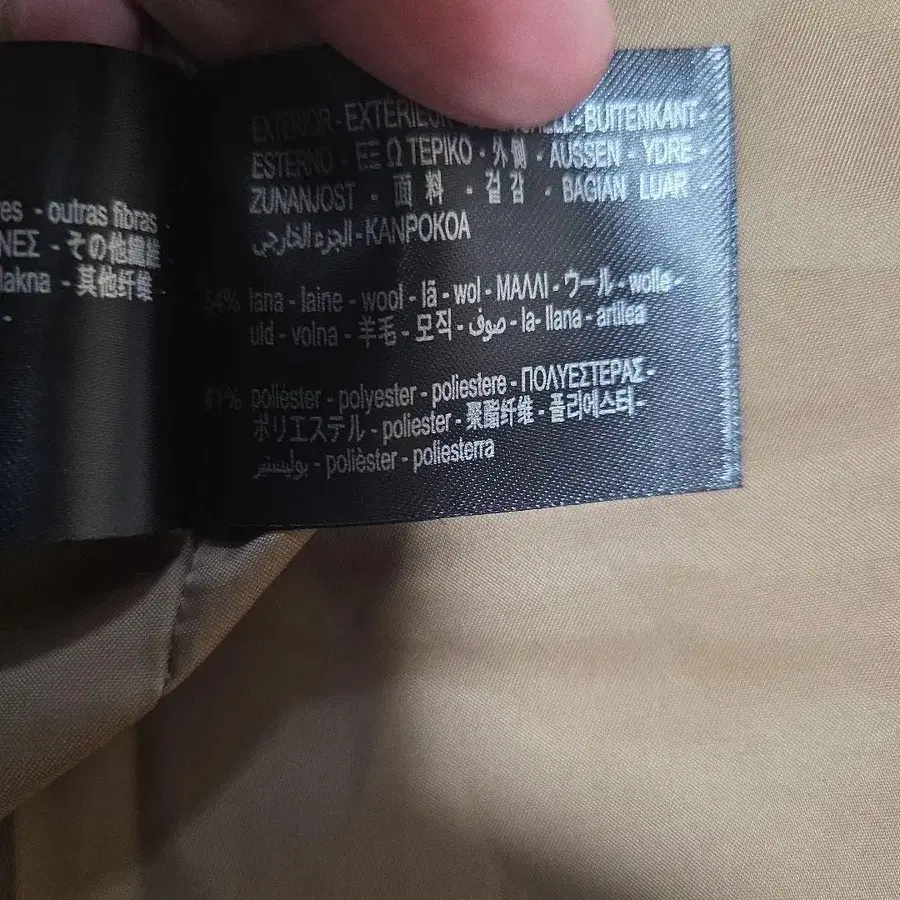 res - outras fibras
ΝΕΣ - その他繊維
lakna - 其他纤维 -
-
EXTERIOR - EXTÉRIEUR - BUITENKANT -
ESTERNO - ΕΞΩΤΕΡΙΚΟ - 外側 - AUSSEN - YDRE -
ZUNANJOST - 面料 - 겉감 - BAGIAN LUAR -
الجزء الخارجي - KANPOKOA
lana - laine - wool - lã - wol - ΜΑΛΛΙ - ウール - wolle -
uld - volna - 羊毛 - 모직 - صوف - la - llana - artilea
41% poliéster - polyester - poliestere - ΠΟΛΥΕΣΤΕΡΑΣ -
ポリエステル - poliester - 聚酯纤维 - 폴리에스터 -
بوليستير - polièster - poliesterra